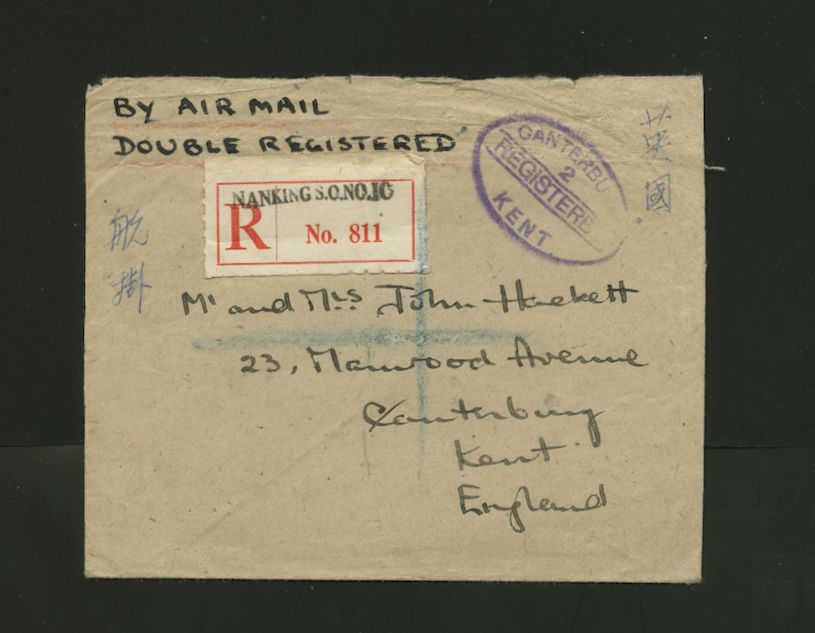 BY AIR MAIL
DOUBLE REGISTERED
英國
航掛
NANKING S.O.NO.10
R No. 811
CANTERBU
2
REGISTERE
KENT
Mr and Mrs John Hackett
23, Manwood Avenue
Canterbury
Kent
England